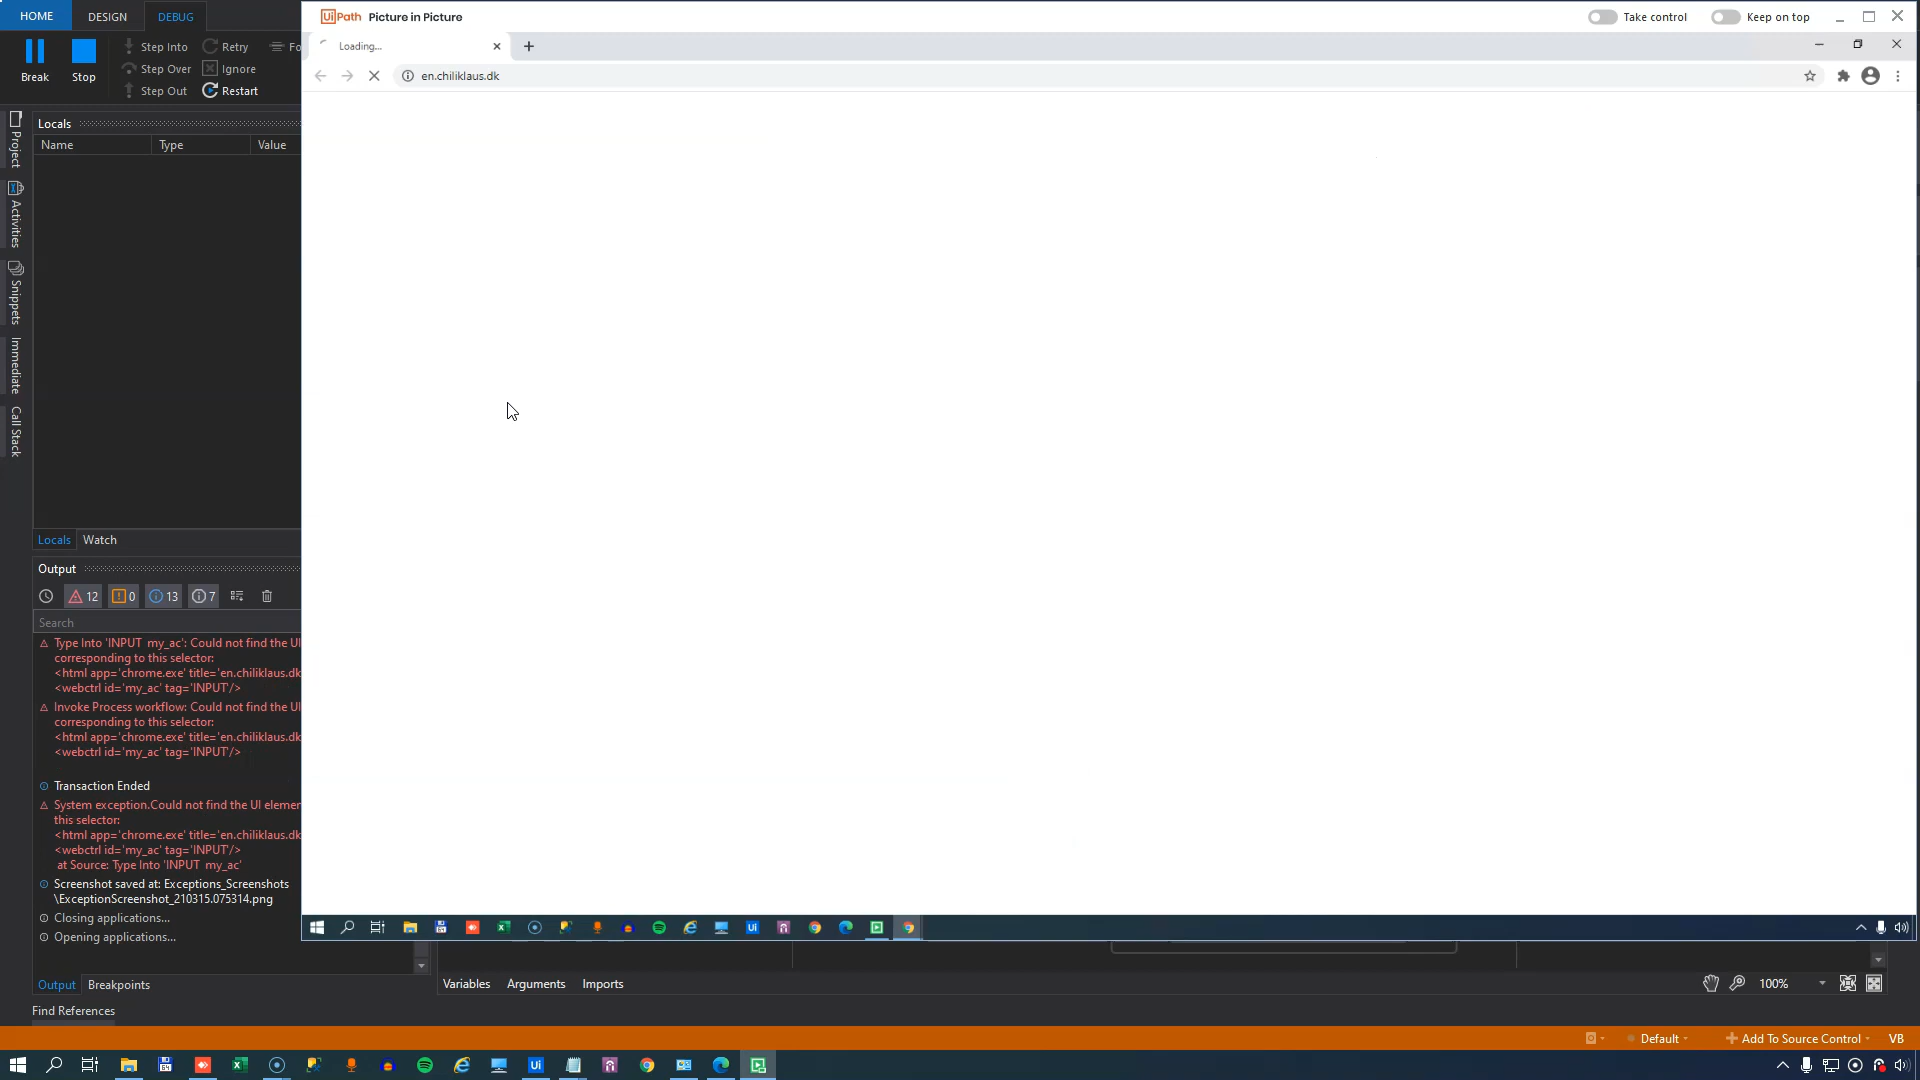 HOME
DESIGN
DEBUG
UiPath Picture in Picture
Take control
Keep on top
Break
Stop
Step Into
Step Over
Step Out
Retry
Ignore
Restart
Fo
Loading...
en.chiliklaus.dk
Project
Activities
Snippets
Immediate
Call Stack
Locals
Name
Type
Value
Locals
Watch
Output
12
0
13
7
Search
Type Into 'INPUT my_ac': Could not find the UI
corresponding to this selector:
<html app='chrome.exe' title='en.chiliklaus.dk
<webctrl id='my_ac' tag='INPUT'/>
Invoke Process workflow: Could not find the UI
corresponding to this selector:
<html app='chrome.exe' title='en.chiliklaus.dk
<webctrl id='my_ac' tag='INPUT'/>
Transaction Ended
System exception.Could not find the UI elemen
this selector:
<html app='chrome.exe' title='en.chiliklaus.dk
<webctrl id='my_ac' tag='INPUT'/>
at Source: Type Into 'INPUT my_ac'
Screenshot saved at: Exceptions_Screenshots
\ExceptionScreenshot_210315.075314.png
Closing applications...
Opening applications...
Output
Breakpoints
Variables
Arguments
Imports
100%
Find References
Default
Add To Source Control
VB